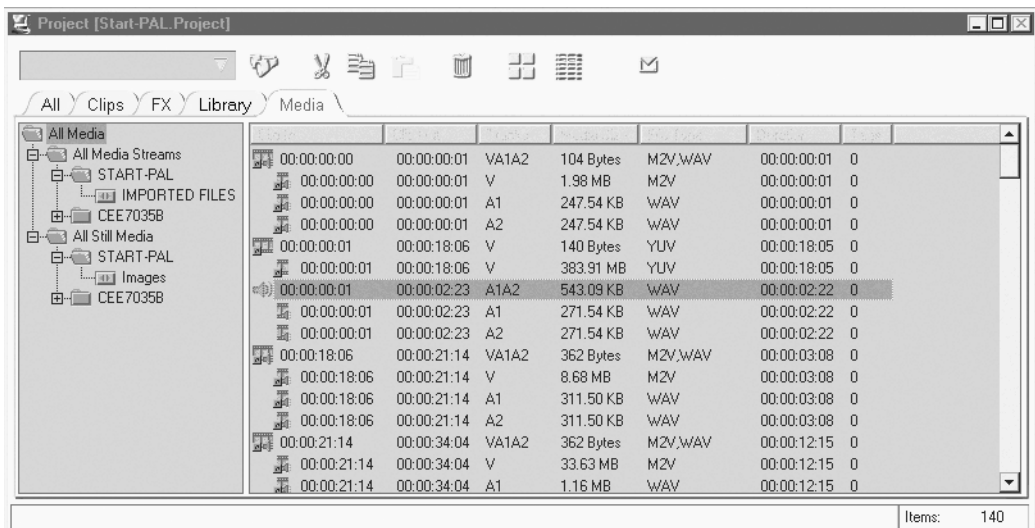 Project [Start-PAL.Project]
All Clips FX Library Media
All Media
All Media Streams
START-PAL
IMPORTED FILES
CEE7035B
All Still Media
START-PAL
Images
CEE7035B
00:00:00:00 00:00:00:01 VA1A2 104 Bytes M2V,WAV 00:00:00:01 0
00:00:00:00 00:00:00:01 V 1.98 MB M2V 00:00:00:01 0
00:00:00:00 00:00:00:01 A1 247.54 KB WAV 00:00:00:01 0
00:00:00:00 00:00:00:01 A2 247.54 KB WAV 00:00:00:01 0
00:00:00:01 00:00:18:06 V 140 Bytes YUV 00:00:18:05 0
00:00:00:01 00:00:18:06 V 383.91 MB YUV 00:00:18:05 0
00:00:00:01 00:00:02:23 A1A2 543.09 KB WAV 00:00:02:22 0
00:00:00:01 00:00:02:23 A1 271.54 KB WAV 00:00:02:22 0
00:00:00:01 00:00:02:23 A2 271.54 KB WAV 00:00:02:22 0
00:00:18:06 00:00:21:14 VA1A2 362 Bytes M2V,WAV 00:00:03:08 0
00:00:18:06 00:00:21:14 V 8.68 MB M2V 00:00:03:08 0
00:00:18:06 00:00:21:14 A1 311.50 KB WAV 00:00:03:08 0
00:00:18:06 00:00:21:14 A2 311.50 KB WAV 00:00:03:08 0
00:00:21:14 00:00:34:04 VA1A2 362 Bytes M2V,WAV 00:00:12:15 0
00:00:21:14 00:00:34:04 V 33.63 MB M2V 00:00:12:15 0
00:00:21:14 00:00:34:04 A1 1.16 MB WAV 00:00:12:15 0
Items: 140